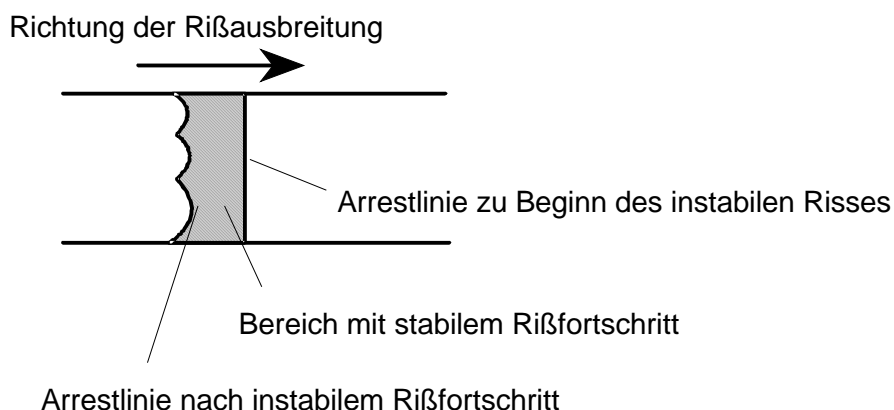 Richtung der Rißausbreitung
Arrestlinie zu Beginn des instabilen Risses
Bereich mit stabilem Rißfortschritt
Arrestlinie nach instabilem Rißfortschritt